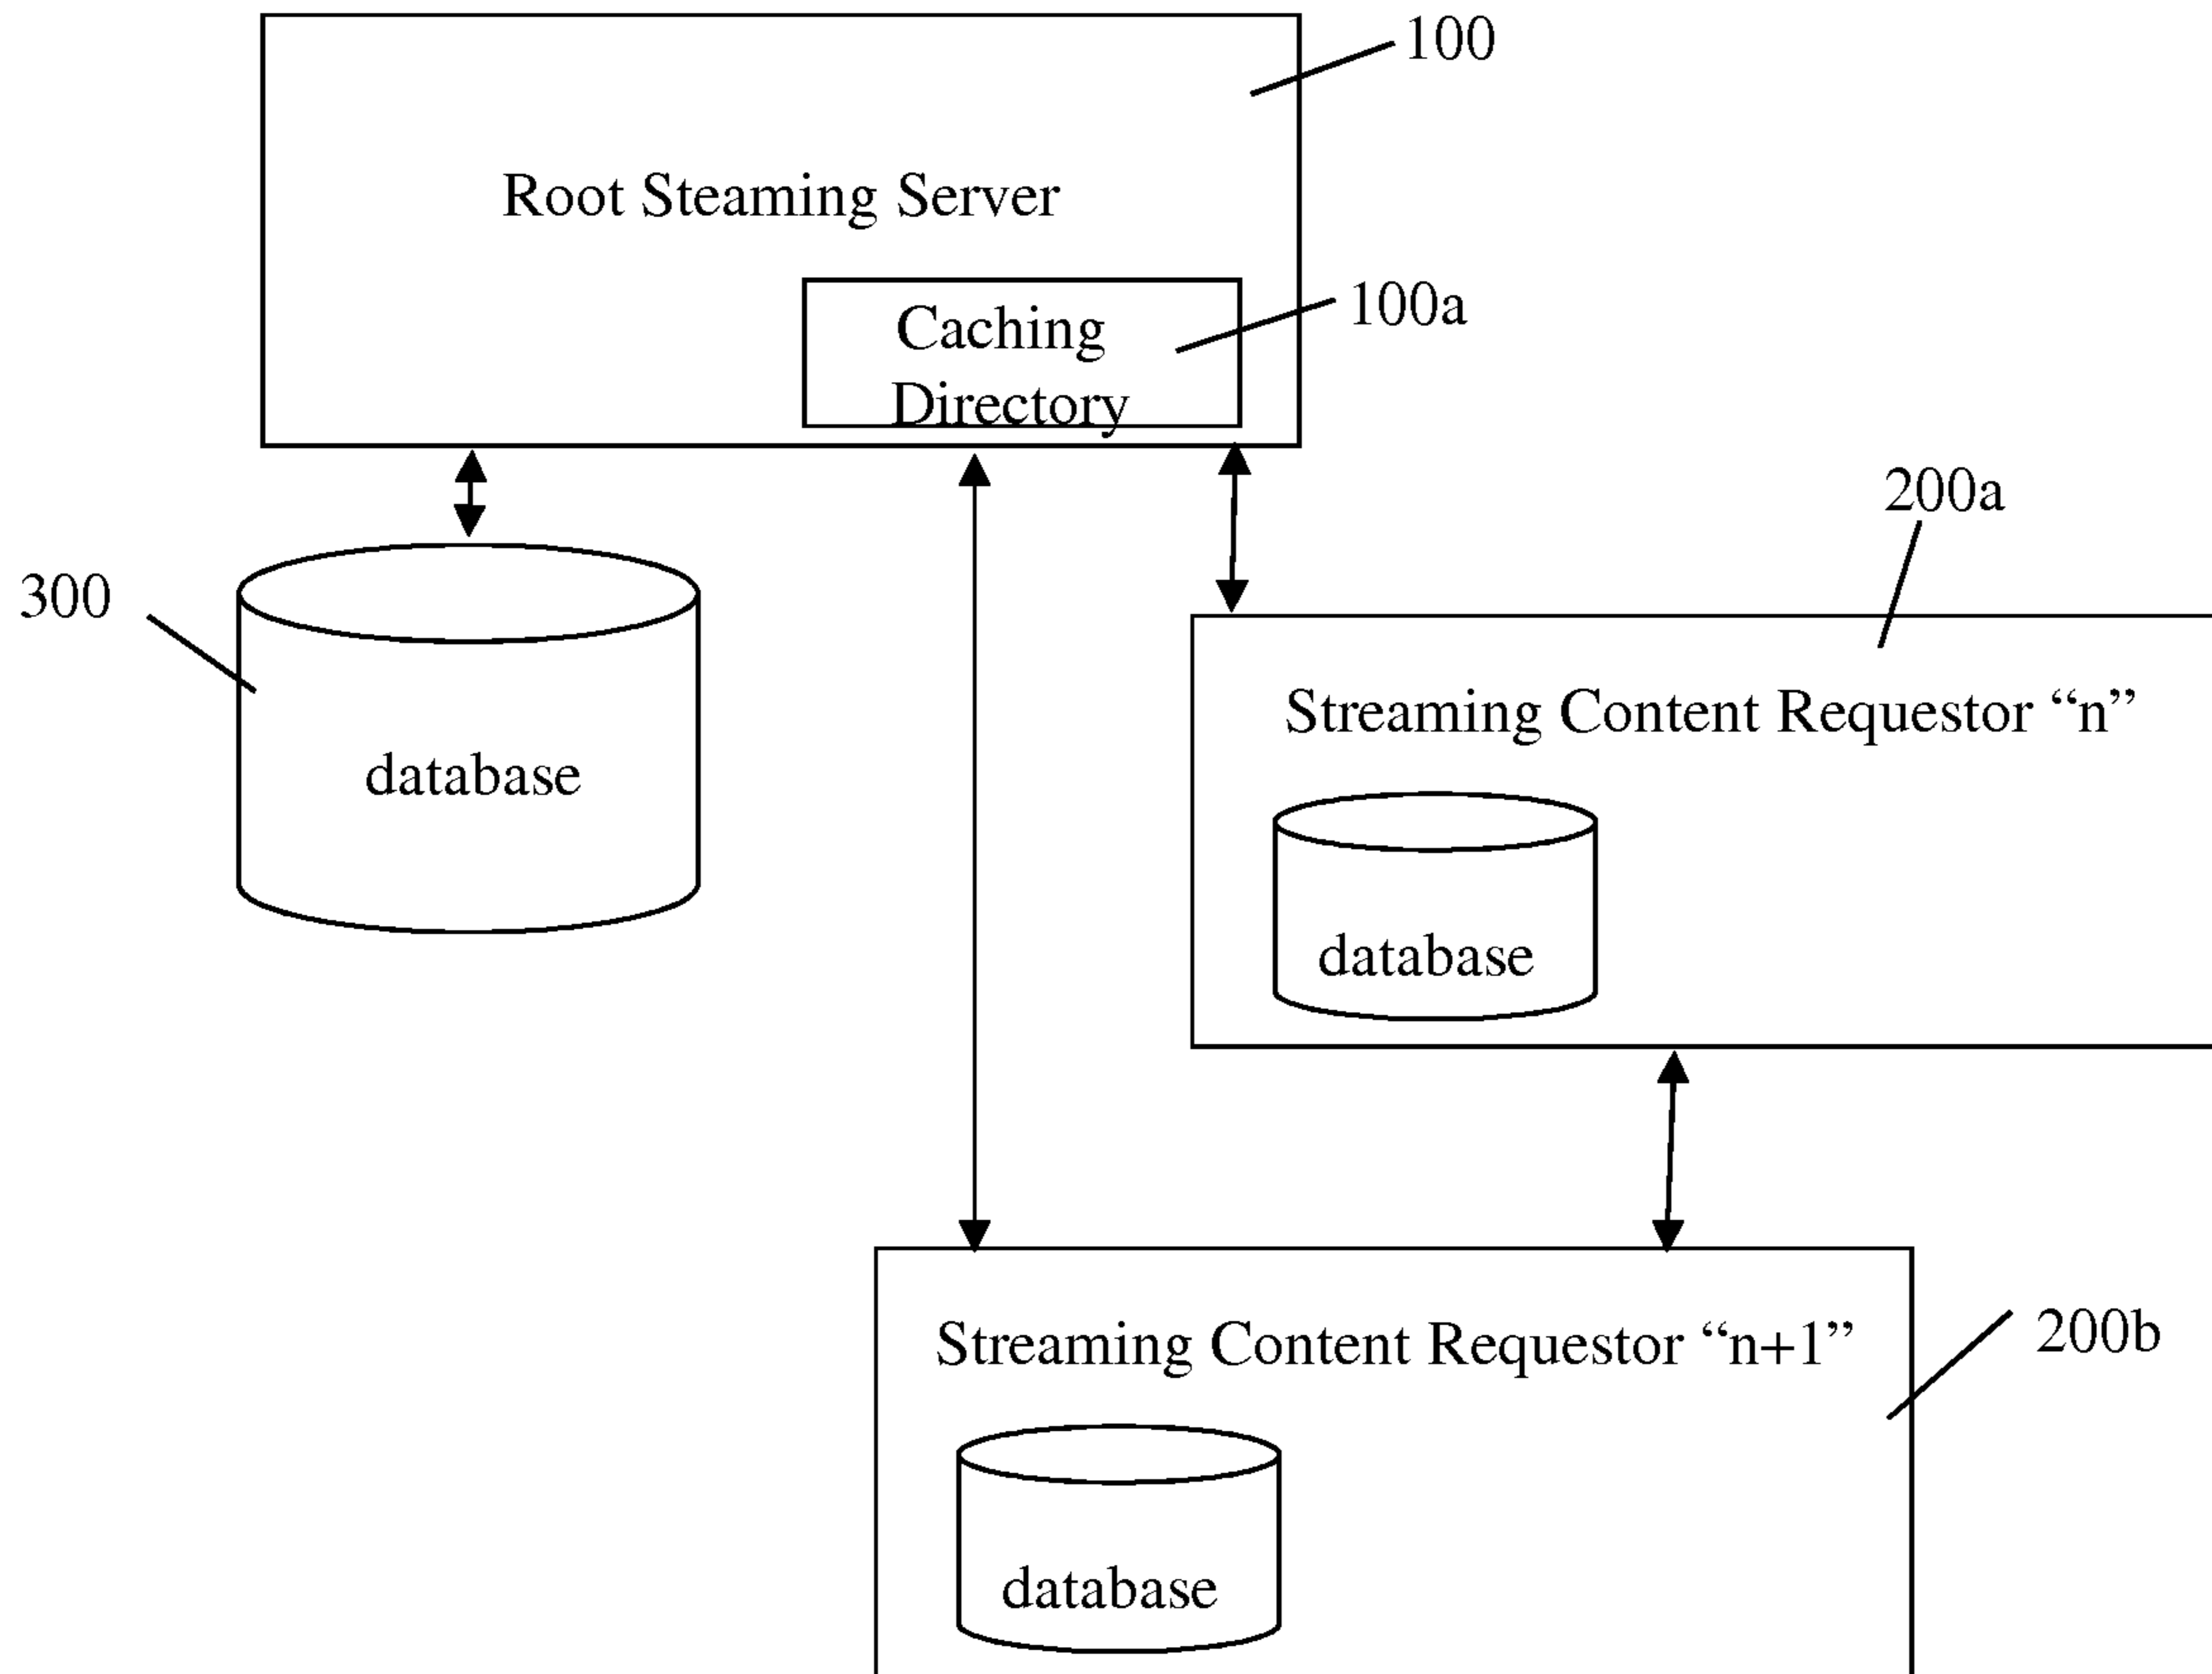 100
Root Steaming Server
100a
Caching
Directory
200a
300
Streaming Content Requestor “n”
database
database
200b
Streaming Content Requestor “n+1”
database